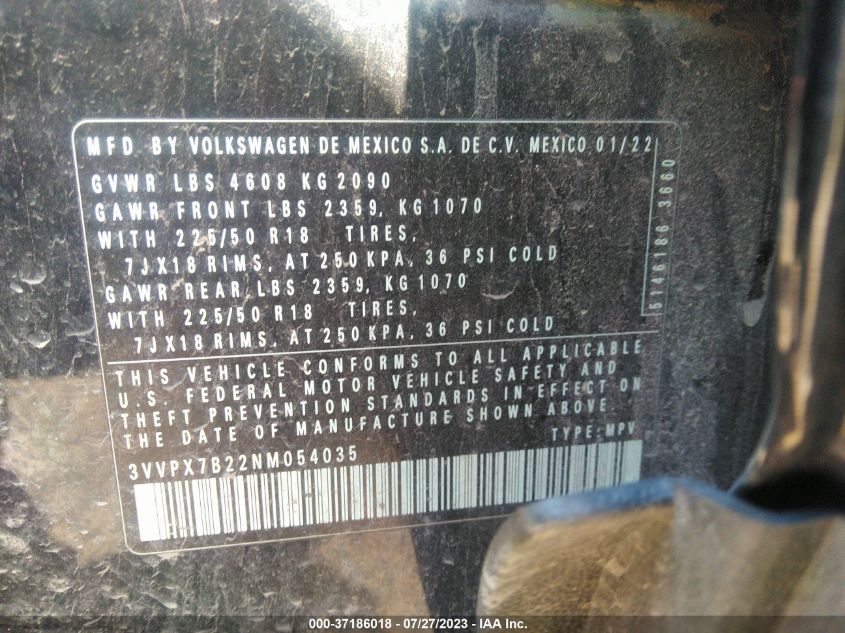 MFD. BY VOLKSWAGEN DE MEXICO S.A. DE C.V. MEXICO 01/22
GVWR LBS 4608 KG 2090
GAWR FRONT LBS 2359, KG 1070
WITH 225/50 R18 TIRES,
7JX18 RIMS, AT 250 KPA, 36 PSI COLD
GAWR REAR LBS 2359, KG 1070
WITH 225/50 R18 TIRES,
7JX18 RIMS, AT 250 KPA, 36 PSI COLD
5146186 3660
THIS VEHICLE CONFORMS TO ALL APPLICABLE
U.S. FEDERAL MOTOR VEHICLE SAFETY AND
THEFT PREVENTION STANDARDS IN EFFECT ON
THE DATE OF MANUFACTURE SHOWN ABOVE.
TYPE:MPV
3VVPX7B22NM054035
000-37186018 - 07/27/2023 - IAA Inc.